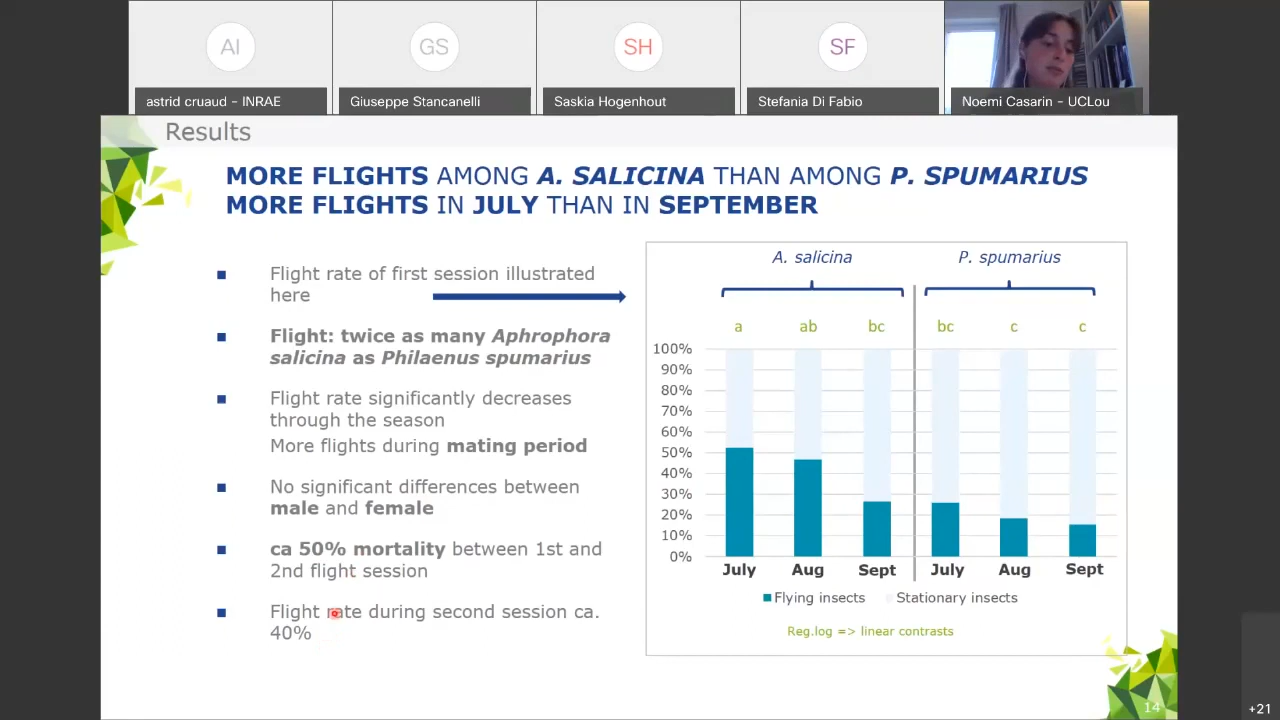 AI
GS
SH
SF
astrid cruaud - INRAE
Giuseppe Stancanelli
Saskia Hogenhout
Stefania Di Fabio
Noemi Casarin - UCLou
Results
MORE FLIGHTS AMONG A. SALICINA THAN AMONG P. SPUMARIUS
MORE FLIGHTS IN JULY THAN IN SEPTEMBER
Flight rate of first session illustrated
here
Flight: twice as many Aphrophora
salicina as Philaenus spumarius
Flight rate significantly decreases
through the season
More flights during mating period
No significant differences between
male and female
ca 50% mortality between 1st and
2nd flight session
Flight rate during second session ca.
40%
A. salicina P. spumarius
a ab bc bc c c
100%
90%
80%
70%
60%
50%
40%
30%
20%
10%
0%
July Aug Sept July Aug Sept
Flying insects Stationary insects
Reg.log => linear contrasts
14
+21